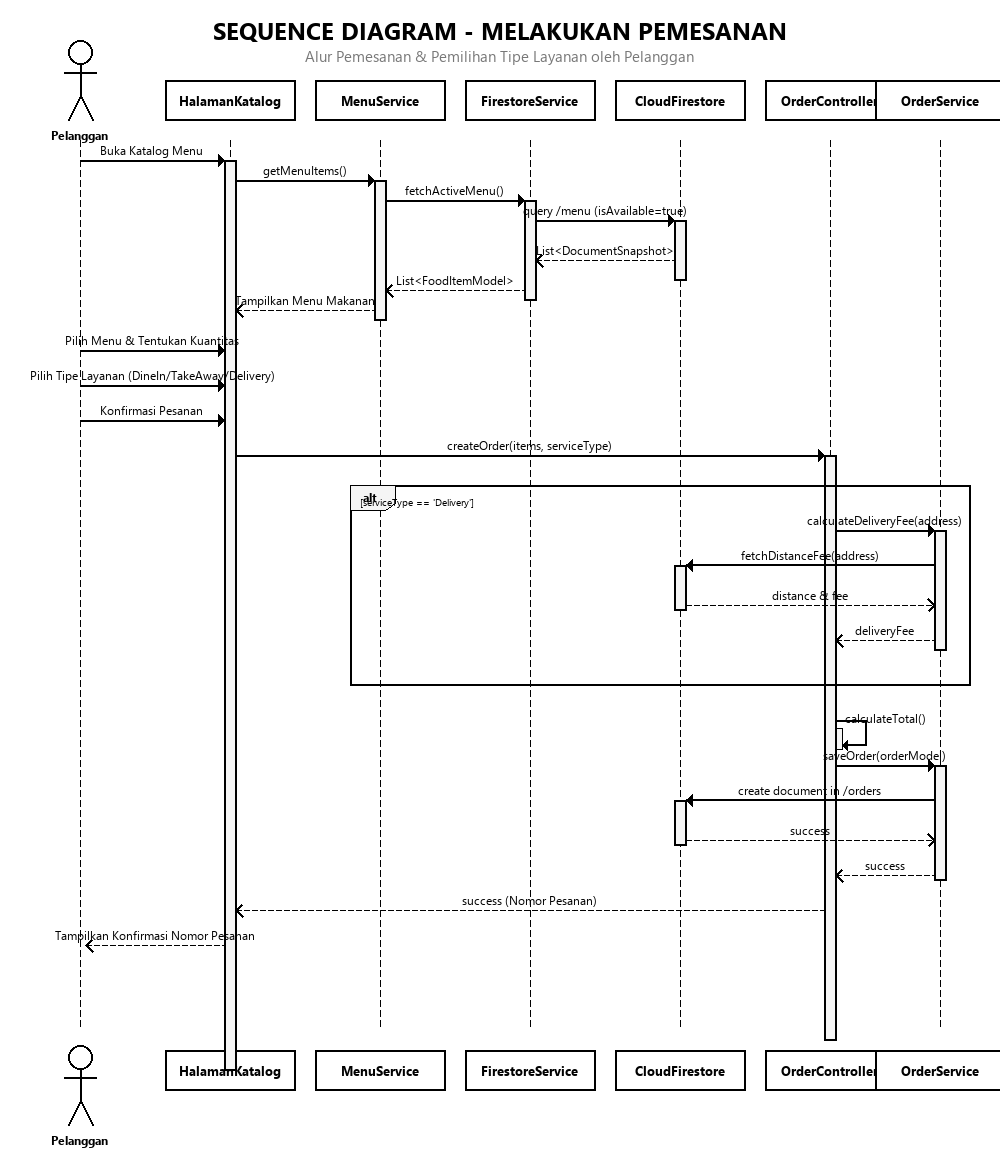 SEQUENCE DIAGRAM - MELAKUKAN PEMESANAN
Alur Pemesanan & Pemilihan Tipe Layanan oleh Pelanggan
Pelanggan
HalamanKatalog
MenuService
FirestoreService
CloudFirestore
OrderController
OrderService
Buka Katalog Menu
getMenuItems()
fetchActiveMenu()
query /menu (isAvailable=true)
List<DocumentSnapshot>
List<FoodItemModel>
Tampilkan Menu Makanan
Pilih Menu & Tentukan Kuantitas
Pilih Tipe Layanan (DineIn/TakeAway/Delivery)
Konfirmasi Pesanan
createOrder(items, serviceType)
alt
[serviceType == 'Delivery']
calculateDeliveryFee(address)
fetchDistanceFee(address)
distance & fee
deliveryFee
calculateTotal()
saveOrder(orderModel)
create document in /orders
success
success
success (Nomor Pesanan)
Tampilkan Konfirmasi Nomor Pesanan
HalamanKatalog
MenuService
FirestoreService
CloudFirestore
OrderController
OrderService
Pelanggan